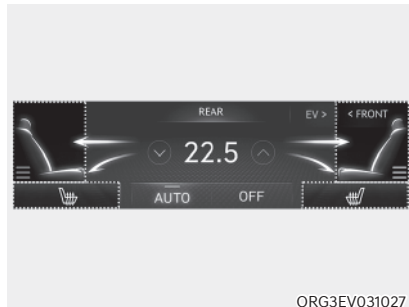 REAR
EV >
< FRONT
22.5
AUTO
OFF
ORG3EV031027